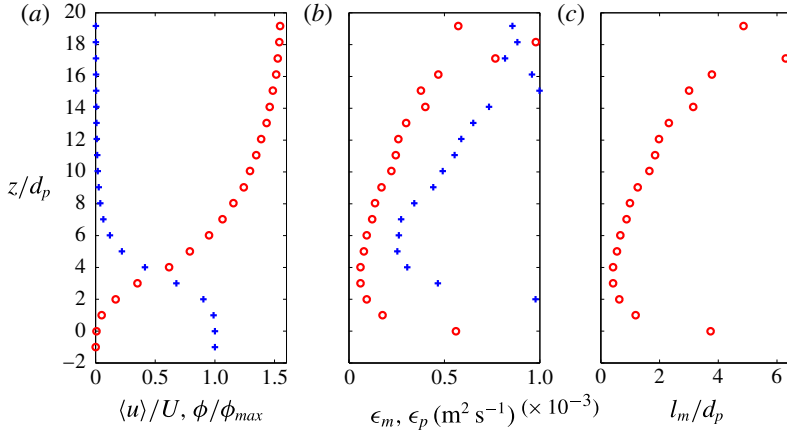 (a) (b) (c)
20
18
16
14
12
10
8
6
4
2
0
−2
z/d_p
0 0.5 1.0 1.5
0 0.5 1.0
0 2 4 6
⟨u⟩/U, ϕ/ϕ_max
ϵ_m, ϵ_p (m² s⁻¹) (× 10⁻³)
l_m/d_p